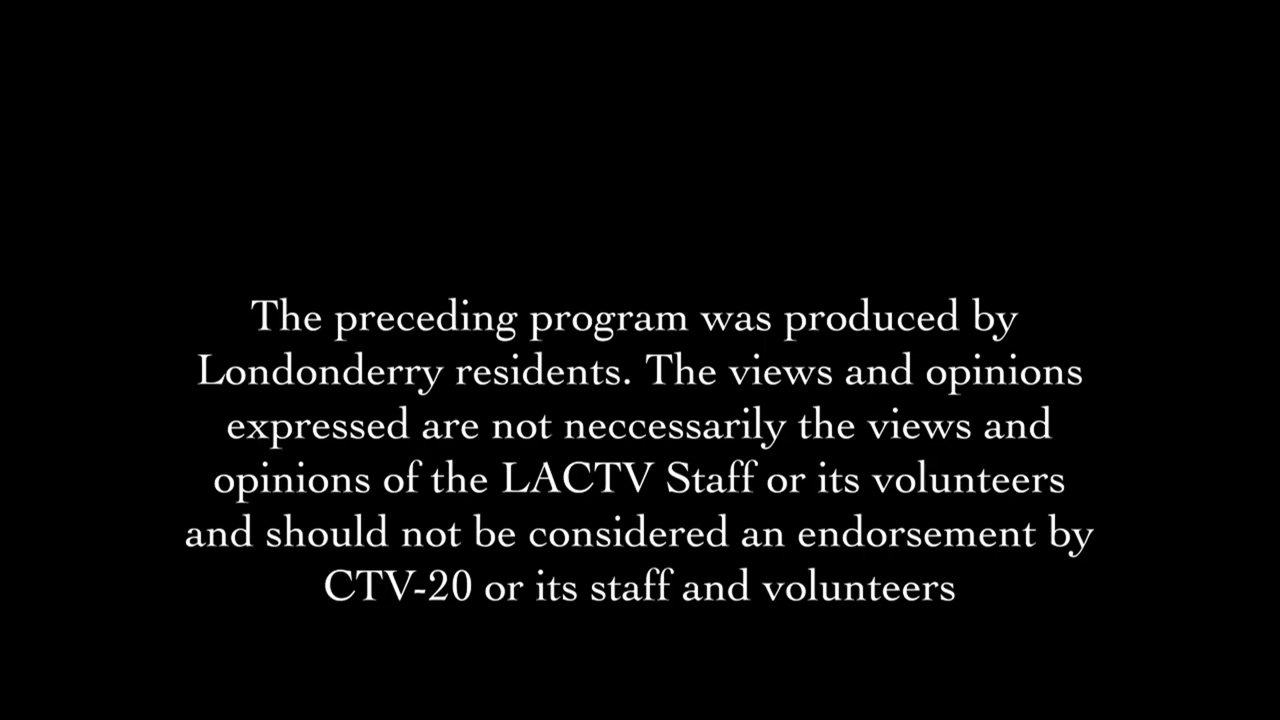 The preceding program was produced by
Londonderry residents. The views and opinions
expressed are not neccessarily the views and
opinions of the LACTV Staff or its volunteers
and should not be considered an endorsement by
CTV-20 or its staff and volunteers